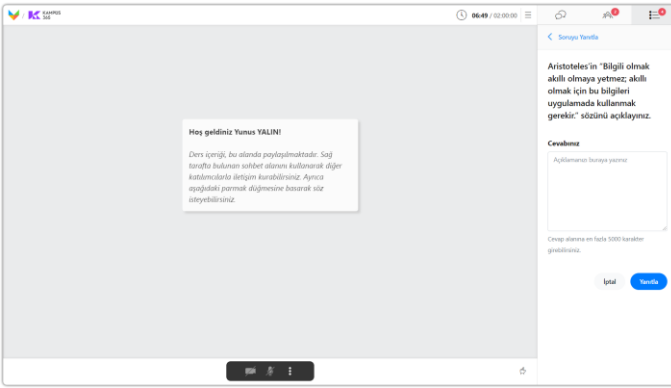 KAMPÜS
365
06:49 / 02:00:00
Soruyu Yanıtla
Aristoteles'in "Bilgili olmak
akıllı olmaya yetmez; akıllı
olmak için bu bilgileri
uygulamada kullanmak
gerekir." sözünü açıklayınız.
Cevabınız
Açıklamanızı buraya yazınız
Cevap alanına en fazla 5000 karakter
girebilirsiniz.
İptal
Yanıtla
Hoş geldiniz Yunus YALIN!
Ders içeriği, bu alanda paylaşılmaktadır. Sağ
tarafta bulunan sohbet alanını kullanarak diğer
katılımcılarla iletişim kurabilirsiniz. Ayrıca
aşağıdaki parmak düğmesine basarak söz
isteyebilirsiniz.